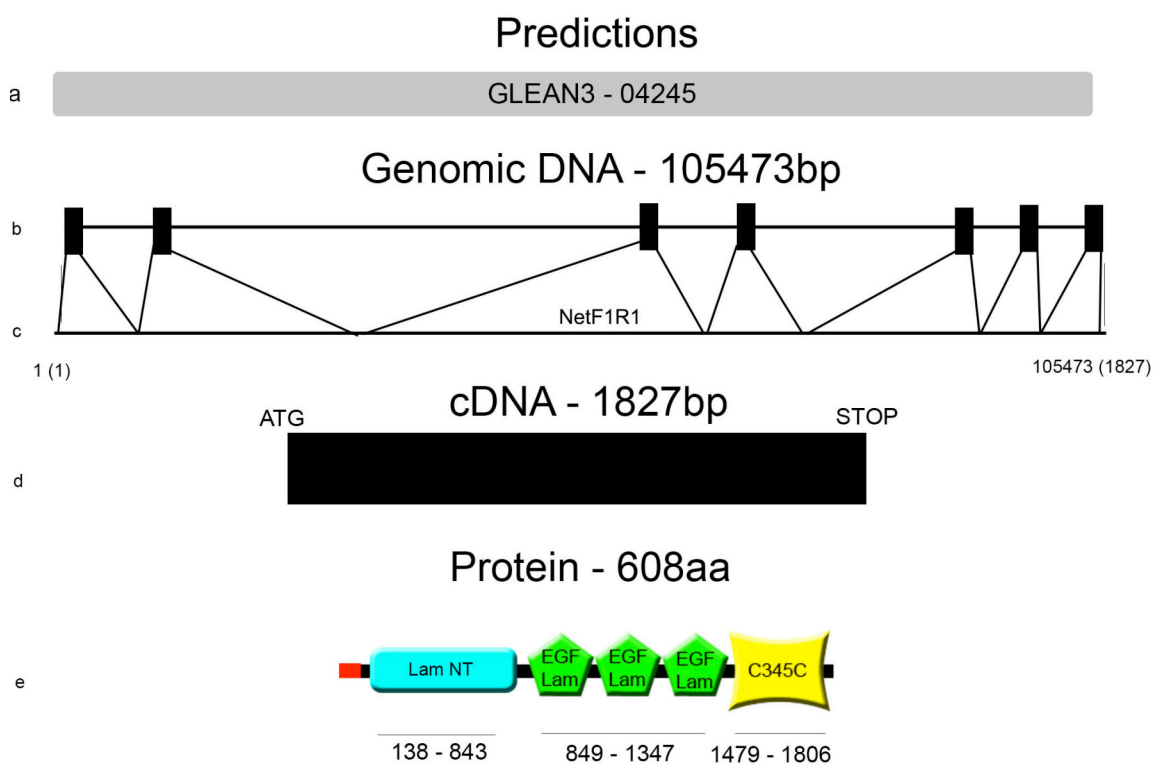 Predictions
a
GLEAN3 - 04245
Genomic DNA - 105473bp
b
NetF1R1
c
1 (1)
105473 (1827)
cDNA - 1827bp
ATG
STOP
d
Protein - 608aa
e
Lam NT
EGF
Lam
EGF
Lam
EGF
Lam
C345C
138 - 843
849 - 1347
1479 - 1806